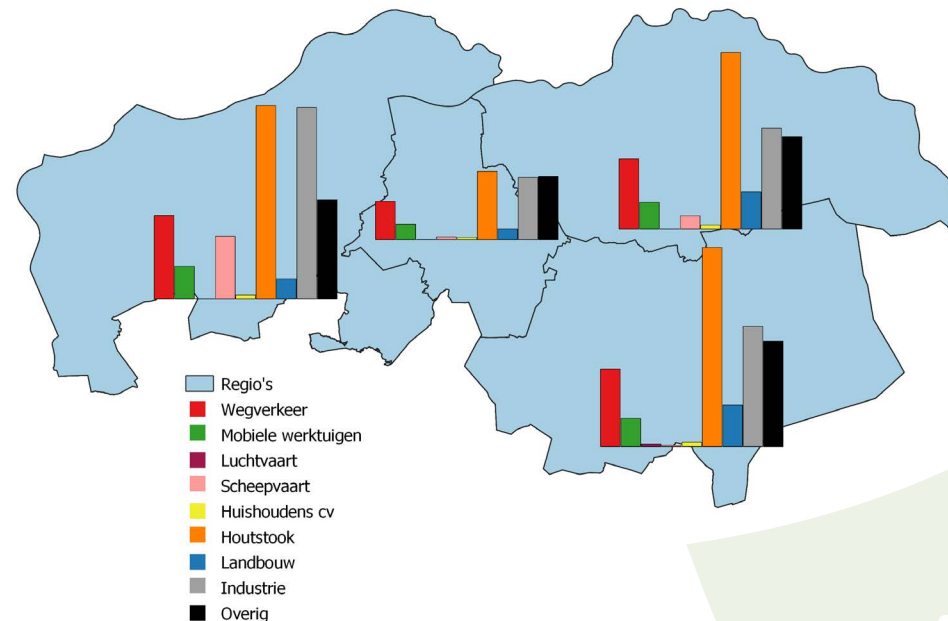 Regio's
Wegverkeer
Mobiele werktuigen
Luchtvaart
Scheepvaart
Huishoudens cv
Houtstook
Landbouw
Industrie
Overig